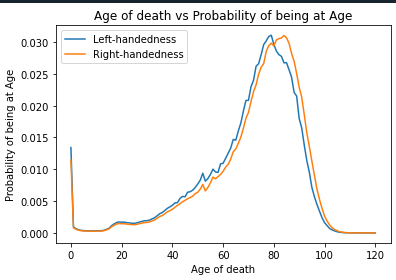 Age of death vs Probability of being at Age
Left-handedness
Right-handedness
Probability of being at Age
0.030
0.025
0.020
0.015
0.010
0.005
0.000
0 20 40 60 80 100 120
Age of death